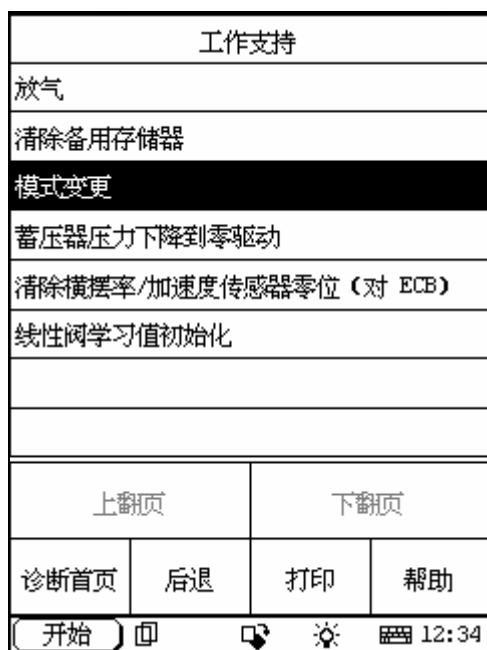 工作支持
放气
清除备用存储器
模式变更
蓄压器压力下降到零驱动
清除横摆率/加速度传感器零位（对 ECB）
线性阀学习值初始化
上翻页 下翻页
诊断首页 后退 打印 帮助
开始 12:34